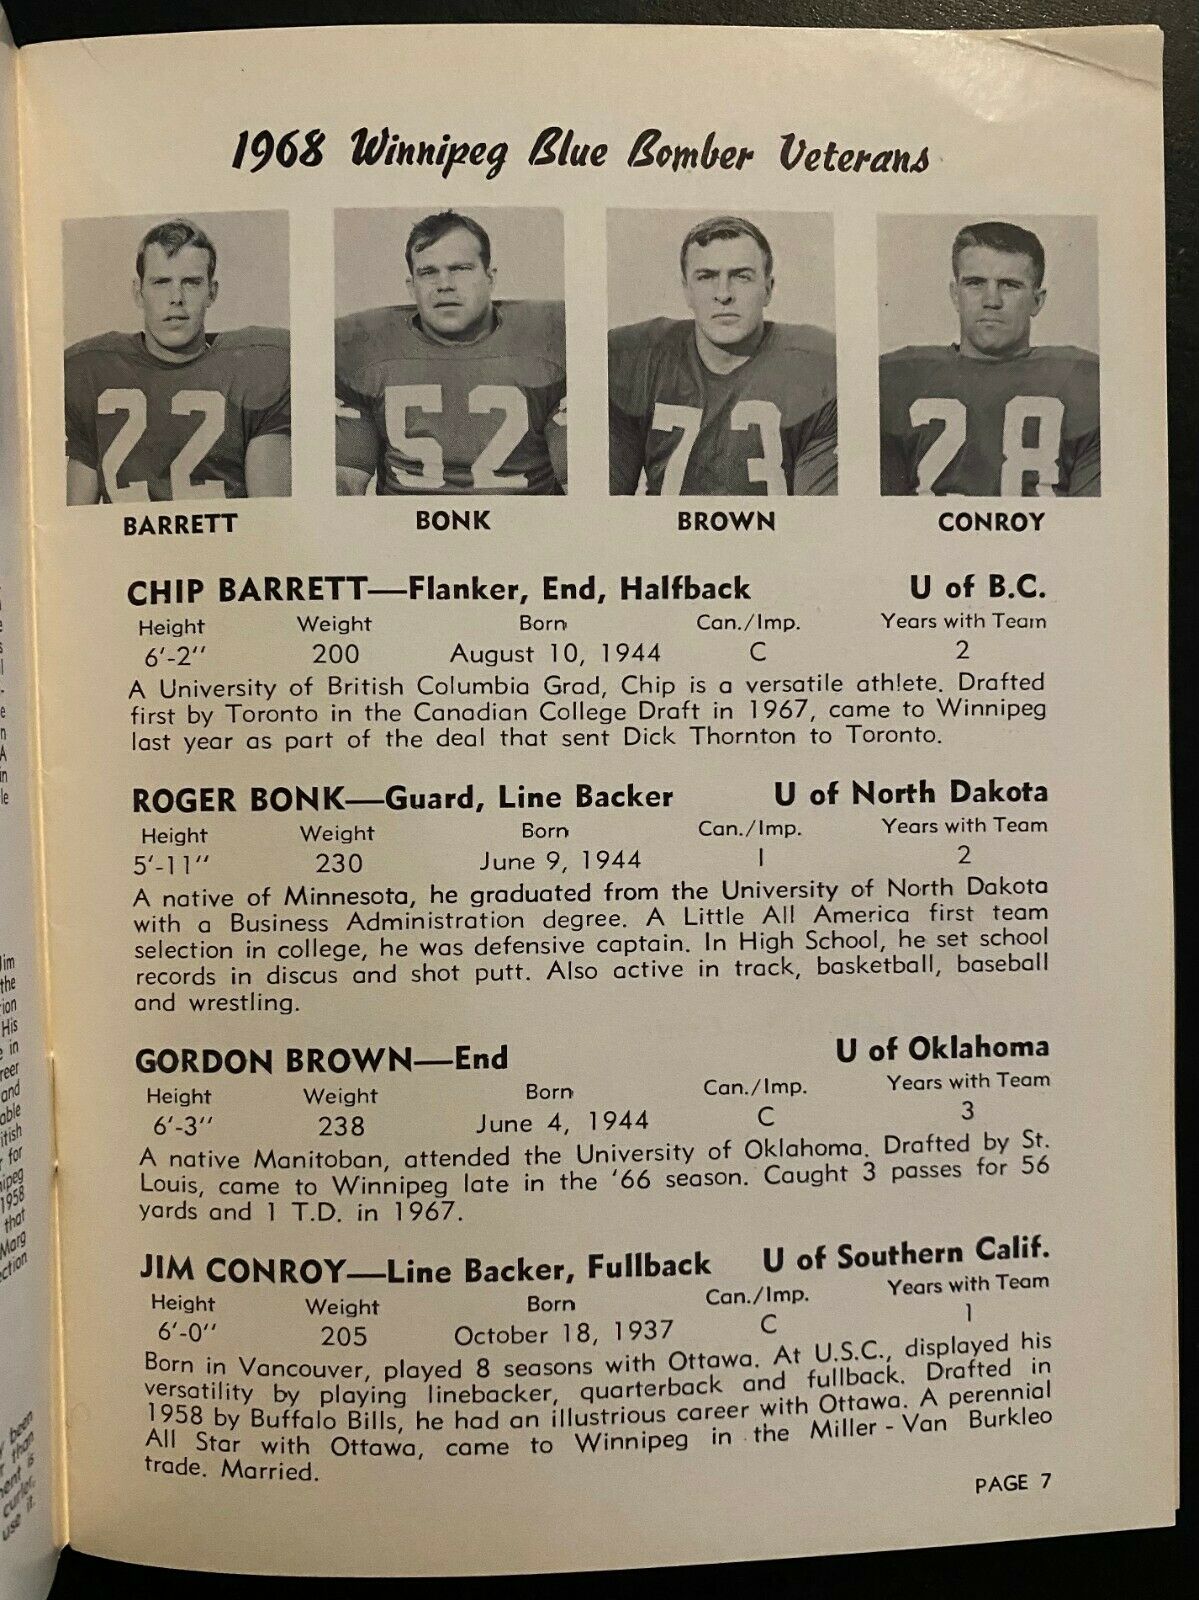 1968 Winnipeg Blue Bomber Veterans
22 52 73 28
BARRETT BONK BROWN CONROY
CHIP BARRETT—Flanker, End, Halfback U of B.C.
Height Weight Born Can./Imp. Years with Team
6'-2" 200 August 10, 1944 C 2
A University of British Columbia Grad, Chip is a versatile athlete. Drafted
first by Toronto in the Canadian College Draft in 1967, came to Winnipeg
last year as part of the deal that sent Dick Thornton to Toronto.
ROGER BONK—Guard, Line Backer U of North Dakota
Height Weight Born Can./Imp. Years with Team
5'-11" 230 June 9, 1944 I 2
A native of Minnesota, he graduated from the University of North Dakota
with a Business Administration degree. A Little All America first team
selection in college, he was defensive captain. In High School, he set school
records in discus and shot putt. Also active in track, basketball, baseball
and wrestling.
GORDON BROWN—End U of Oklahoma
Height Weight Born Can./Imp. Years with Team
6'-3" 238 June 4, 1944 C 3
A native Manitoban, attended the University of Oklahoma. Drafted by St.
Louis, came to Winnipeg late in the '66 season. Caught 3 passes for 56
yards and 1 T.D. in 1967.
JIM CONROY—Line Backer, Fullback U of Southern Calif.
Height Weight Born Can./Imp. Years with Team
6'-0" 205 October 18, 1937 C 1
Born in Vancouver, played 8 seasons with Ottawa. At U.S.C., displayed his
versatility by playing linebacker, quarterback and fullback. Drafted in
1958 by Buffalo Bills, he had an illustrious career with Ottawa. A perennial
All Star with Ottawa, came to Winnipeg in the Miller - Van Burkleo
trade. Married.
PAGE 7